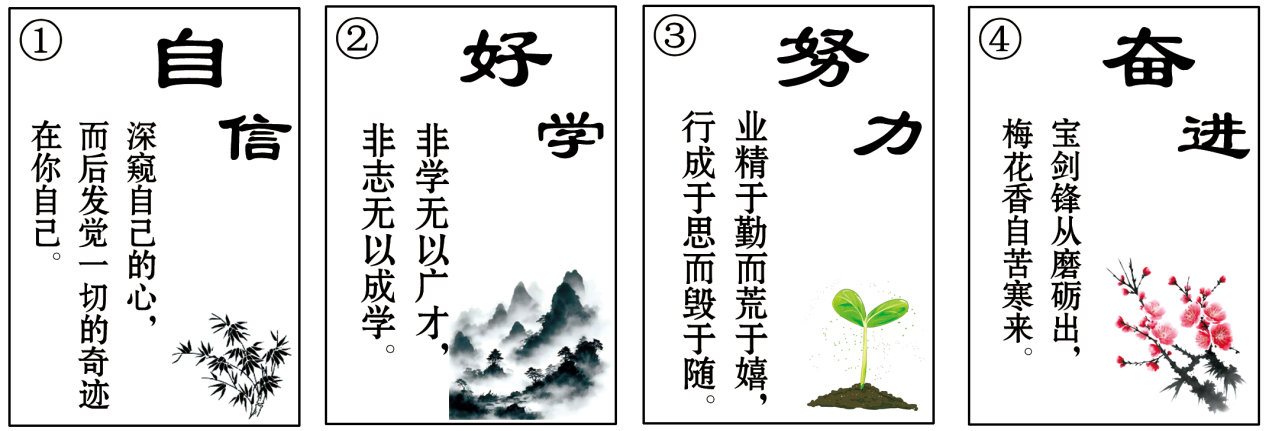 ①
自
信
深窥自己的心，
而后发觉一切的奇迹
在你自己。
②
好
学
非学无以广才，
非志无以成学。
③
努
力
业精于勤而荒于嬉，
行成于思而毁于随。
④
奋
进
宝剑锋从磨砺出，
梅花香自苦寒来。